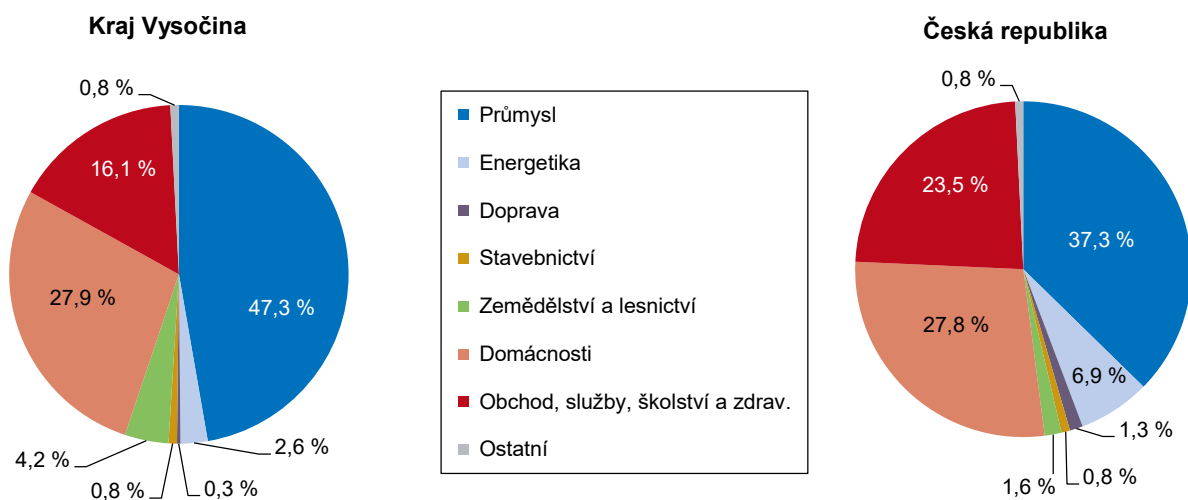 Kraj Vysočina
0,8 %
16,1 %
47,3 %
27,9 %
4,2 %
0,8 %
0,3 %
2,6 %
Průmysl
Energetika
Doprava
Stavebnictví
Zemědělství a lesnictví
Domácnosti
Obchod, služby, školství a zdrav.
Ostatní
Česká republika
0,8 %
23,5 %
37,3 %
27,8 %
6,9 %
1,3 %
0,8 %
1,6 %